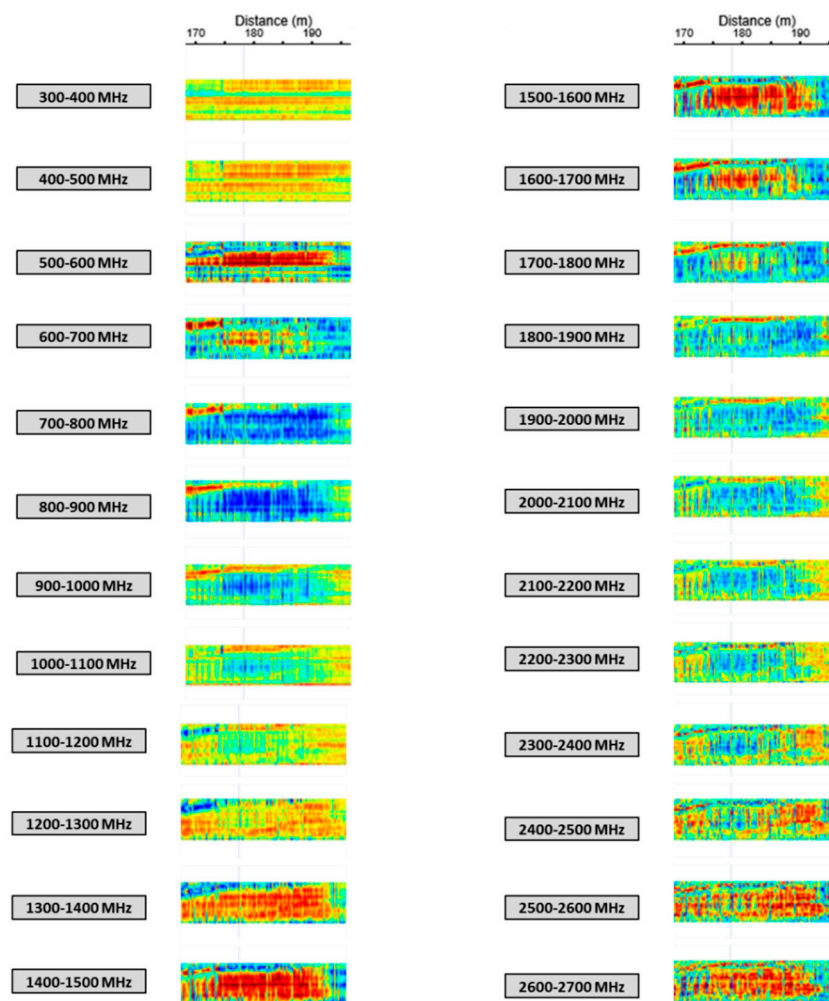 Distance (m)
170 180 190
300-400 MHz
400-500 MHz
500-600 MHz
600-700 MHz
700-800 MHz
800-900 MHz
900-1000 MHz
1000-1100 MHz
1100-1200 MHz
1200-1300 MHz
1300-1400 MHz
1400-1500 MHz
Distance (m)
170 180 190
1500-1600 MHz
1600-1700 MHz
1700-1800 MHz
1800-1900 MHz
1900-2000 MHz
2000-2100 MHz
2100-2200 MHz
2200-2300 MHz
2300-2400 MHz
2400-2500 MHz
2500-2600 MHz
2600-2700 MHz